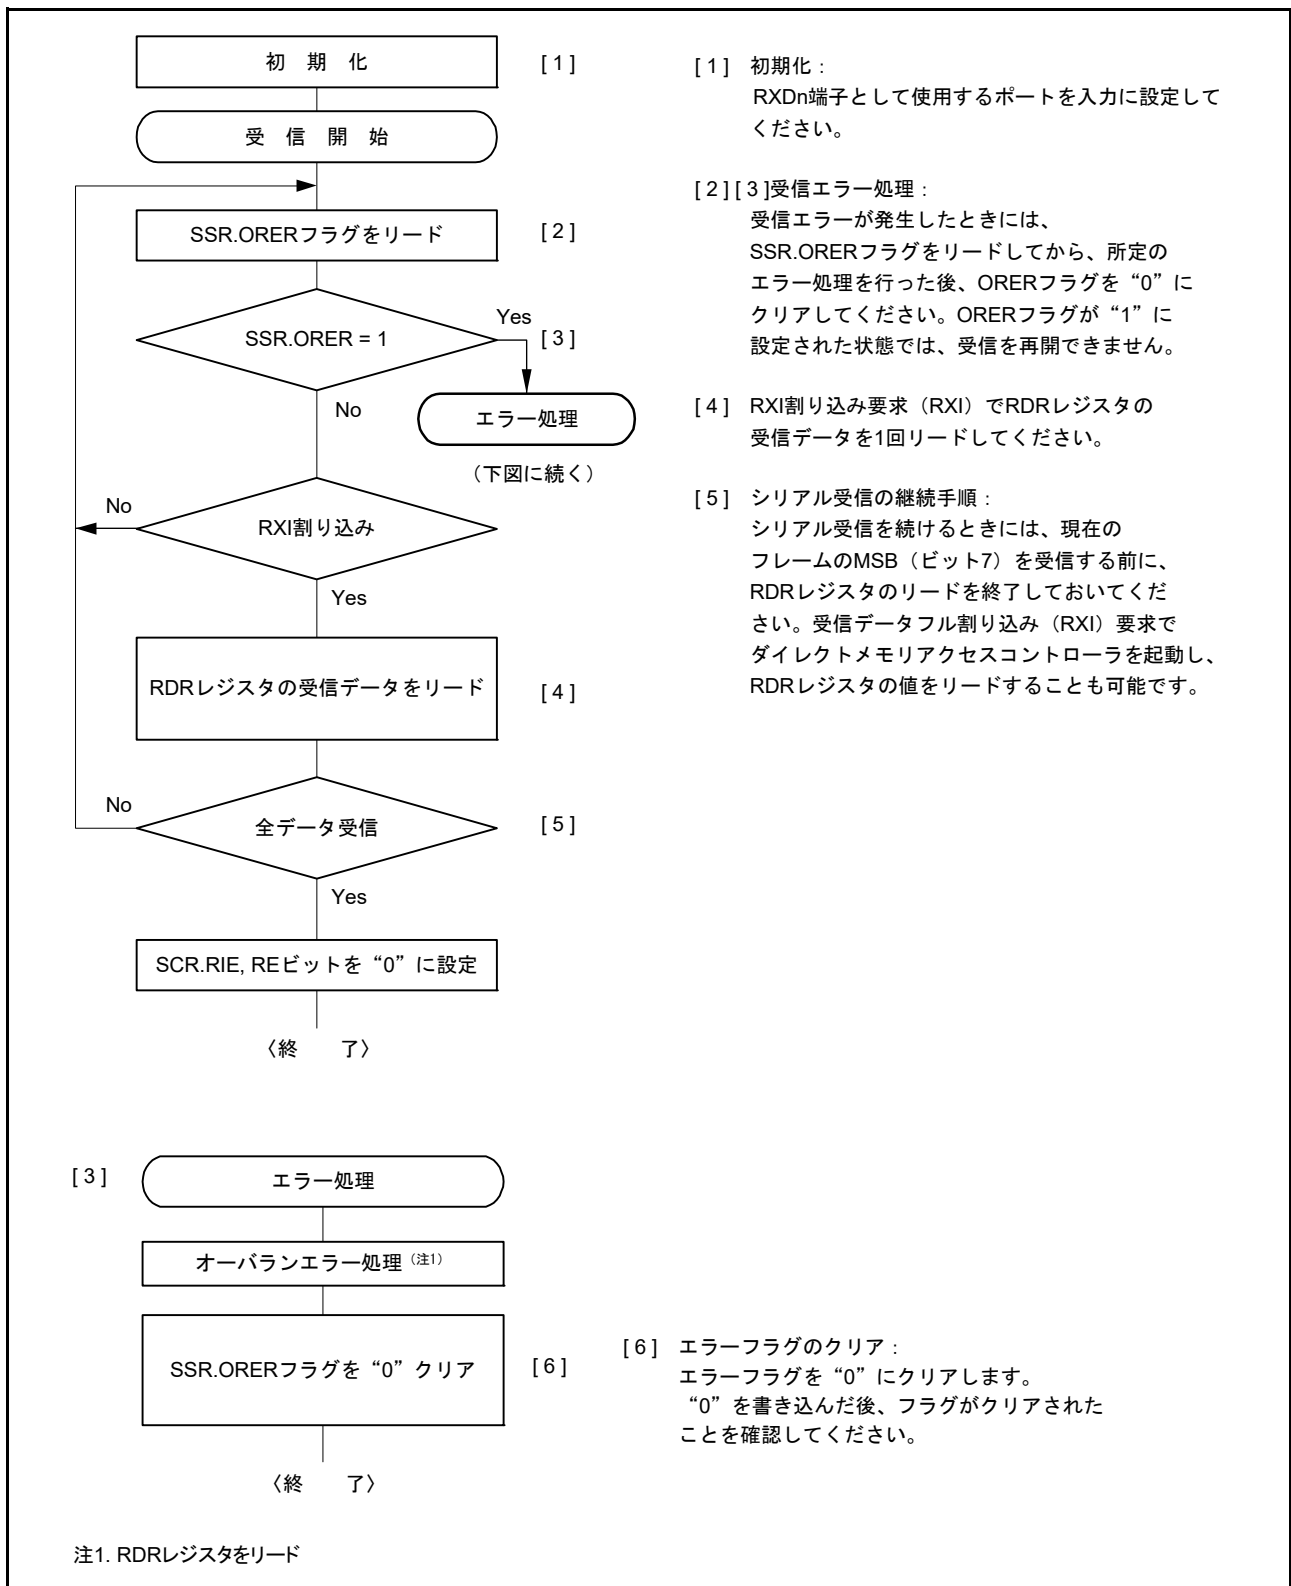 初　期　化
[ 1 ]
受　信　開　始
SSR.ORERフラグをリード
[ 2 ]
SSR.ORER = 1
Yes
[ 3 ]
No
エラー処理
（下図に続く）
No
RXI割り込み
Yes
RDRレジスタの受信データをリード
[ 4 ]
No
全データ受信
[ 5 ]
Yes
SCR.RIE, REビットを“0”に設定
〈終　　了〉
[ 1 ]　初期化：
RXDn端子として使用するポートを入力に設定して
ください。
[ 2 ] [ 3 ]受信エラー処理：
受信エラーが発生したときには、
SSR.ORERフラグをリードしてから、所定の
エラー処理を行った後、ORERフラグを“0”に
クリアしてください。ORERフラグが“1”に
設定された状態では、受信を再開できません。
[ 4 ]　RXI割り込み要求（RXI）でRDRレジスタの
受信データを1回リードしてください。
[ 5 ]　シリアル受信の継続手順：
シリアル受信を続けるときには、現在の
フレームのMSB（ビット7）を受信する前に、
RDRレジスタのリードを終了しておいてくだ
さい。受信データフル割り込み（RXI）要求で
ダイレクトメモリアクセスコントローラを起動し、
RDRレジスタの値をリードすることも可能です。
[ 3 ]
エラー処理
オーバランエラー処理（注1）
SSR.ORERフラグを“0”クリア
[ 6 ]
〈終　　了〉
[ 6 ]　エラーフラグのクリア：
エラーフラグを“0”にクリアします。
“0”を書き込んだ後、フラグがクリアされた
ことを確認してください。
注1. RDRレジスタをリード